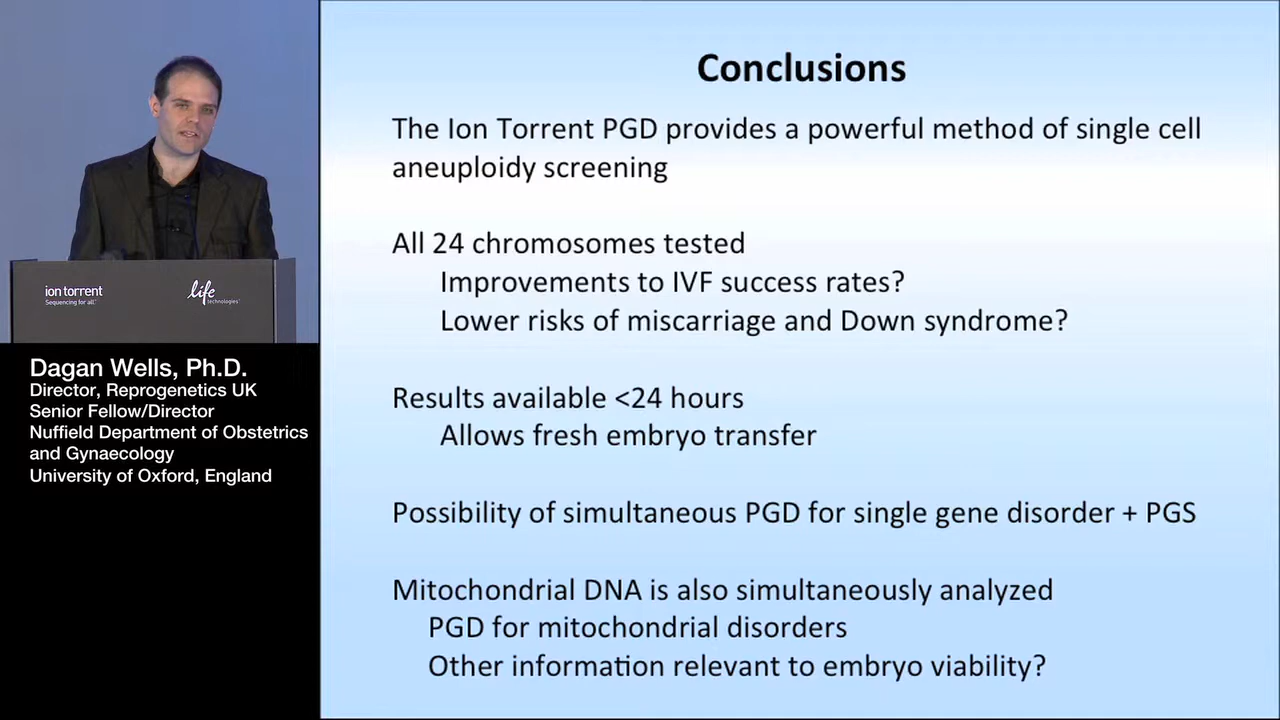 Conclusions
The Ion Torrent PGD provides a powerful method of single cell
aneuploidy screening
All 24 chromosomes tested
Improvements to IVF success rates?
Lower risks of miscarriage and Down syndrome?
Results available <24 hours
Allows fresh embryo transfer
Possibility of simultaneous PGD for single gene disorder + PGS
Mitochondrial DNA is also simultaneously analyzed
PGD for mitochondrial disorders
Other information relevant to embryo viability?
ion torrent
Sequencing for all™
life
technologies™
Dagan Wells, Ph.D.
Director, Reprogenetics UK
Senior Fellow/Director
Nuffield Department of Obstetrics
and Gynaecology
University of Oxford, England